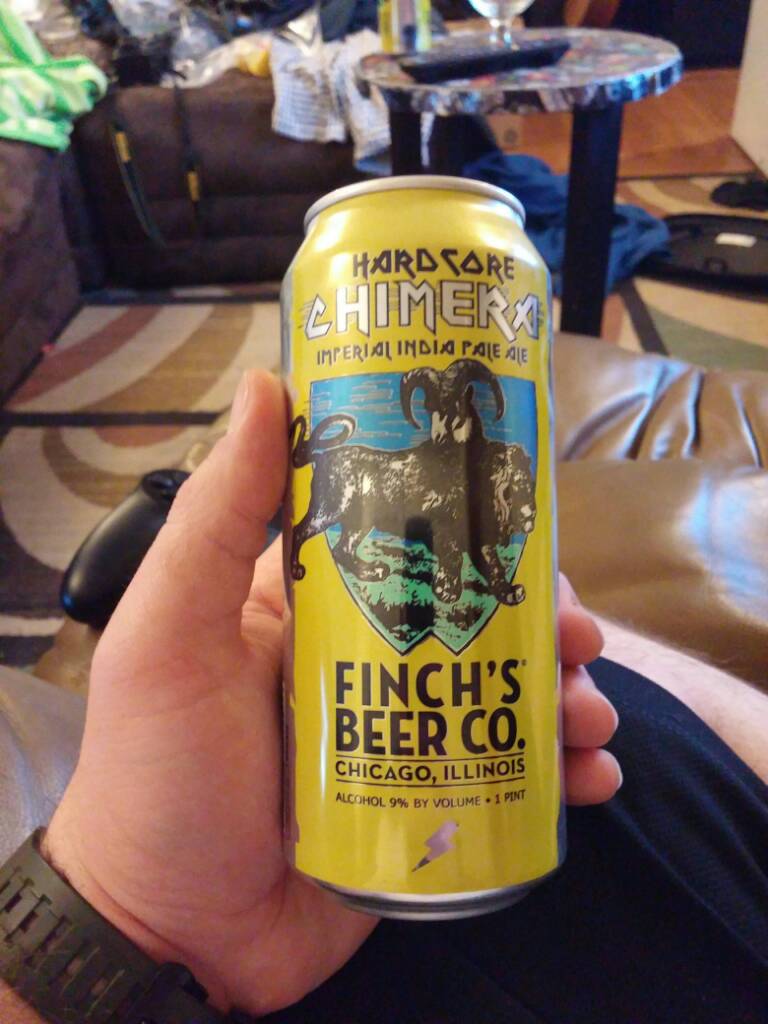 HARDCORE
CHIMERA
IMPERIAL INDIA PALE ALE
FINCH'S®
BEER CO.
CHICAGO, ILLINOIS
ALCOHOL 9% BY VOLUME • 1 PINT